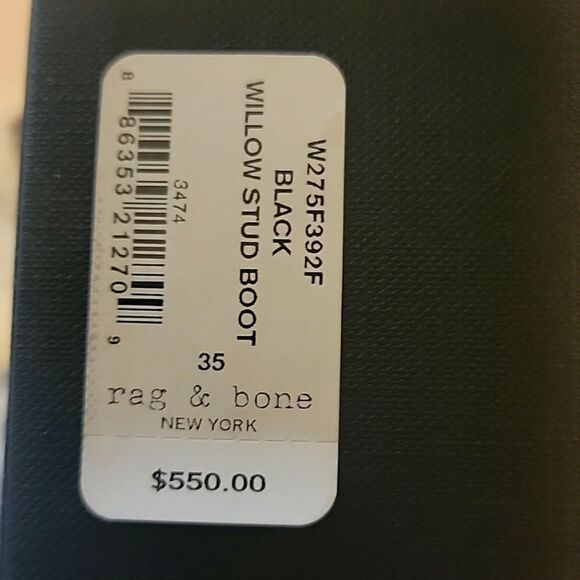 W275F392F
BLACK
WILLOW STUD BOOT
3474
8 86353 21270 9
35
rag & bone
NEW YORK
$550.00